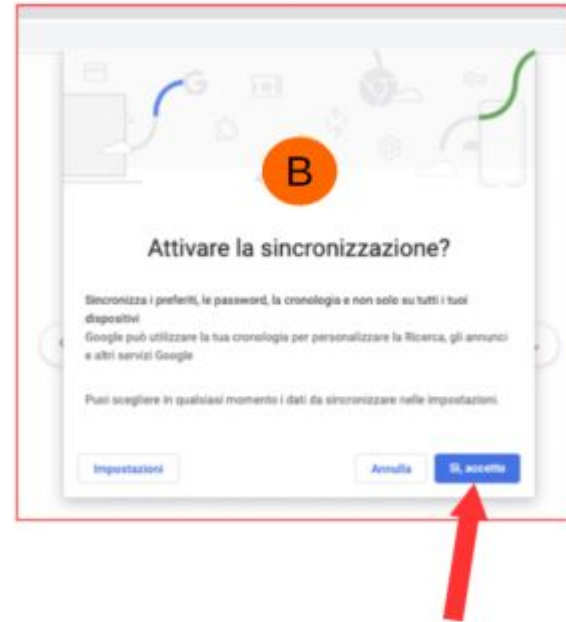 B
Attivare la sincronizzazione?
Sincronizza i preferiti, le password, la cronologia e non solo su tutti i tuoi
dispositivi
Google può utilizzare la tua cronologia per personalizzare la Ricerca, gli annunci
e altri servizi Google
Puoi scegliere in qualsiasi momento i dati da sincronizzare nelle impostazioni.
Impostazioni
Annulla
Sì, accetto